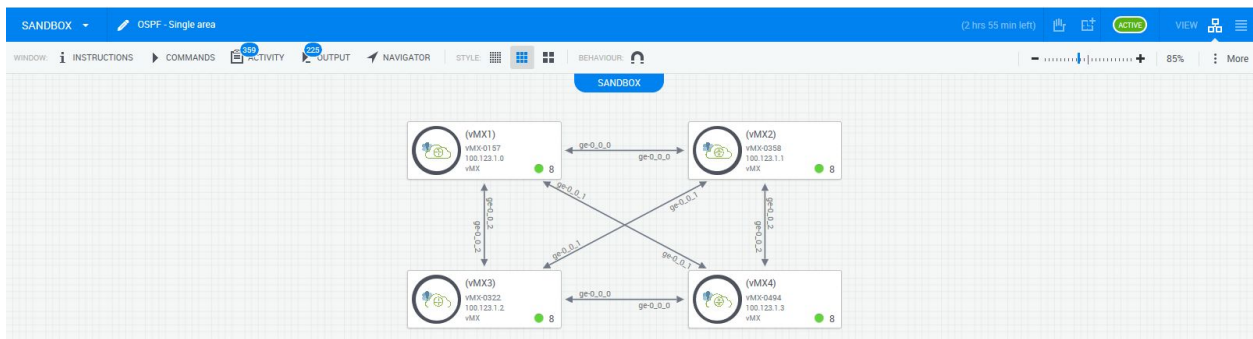 SANDBOX OSPF - Single area (2 hrs 55 min left) ACTIVE VIEW
WINDOW: INSTRUCTIONS COMMANDS 359 ACTIVITY 225 OUTPUT NAVIGATOR STYLE: BEHAVIOUR: 85% More
SANDBOX
(vMX1)
vMX-0157
100.123.1.0
vMX
8
ge-0_0_0
ge-0_0_0
(vMX2)
vMX-0358
100.123.1.1
vMX
8
ge-0_0_2
ge-0_0_2
ge-0_0_1
ge-0_0_1
ge-0_0_1
ge-0_0_1
ge-0_0_2
ge-0_0_2
(vMX3)
vMX-0322
100.123.1.2
vMX
8
ge-0_0_0
ge-0_0_0
(vMX4)
vMX-0494
100.123.1.3
vMX
8